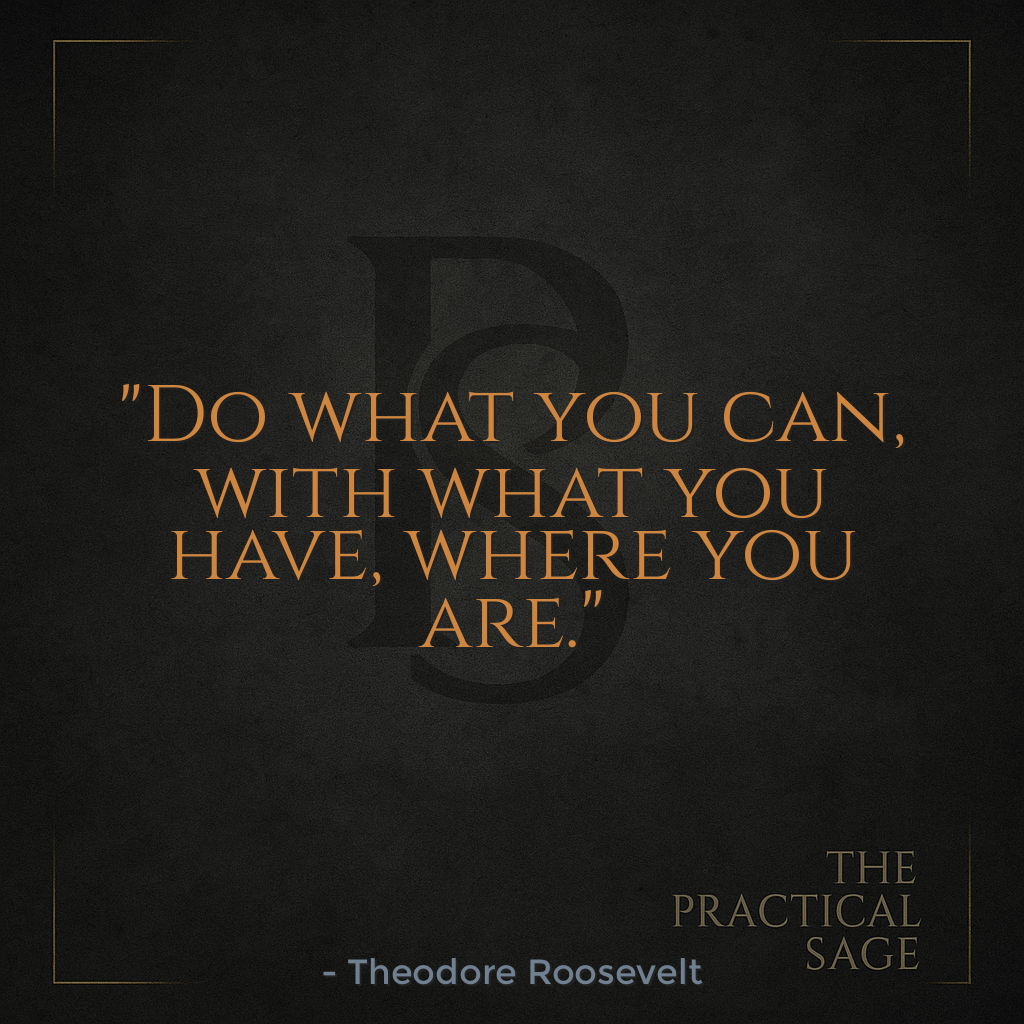 "Do what you can,
with what you
have, where you
are."
THE
PRACTICAL
SAGE
- Theodore Roosevelt